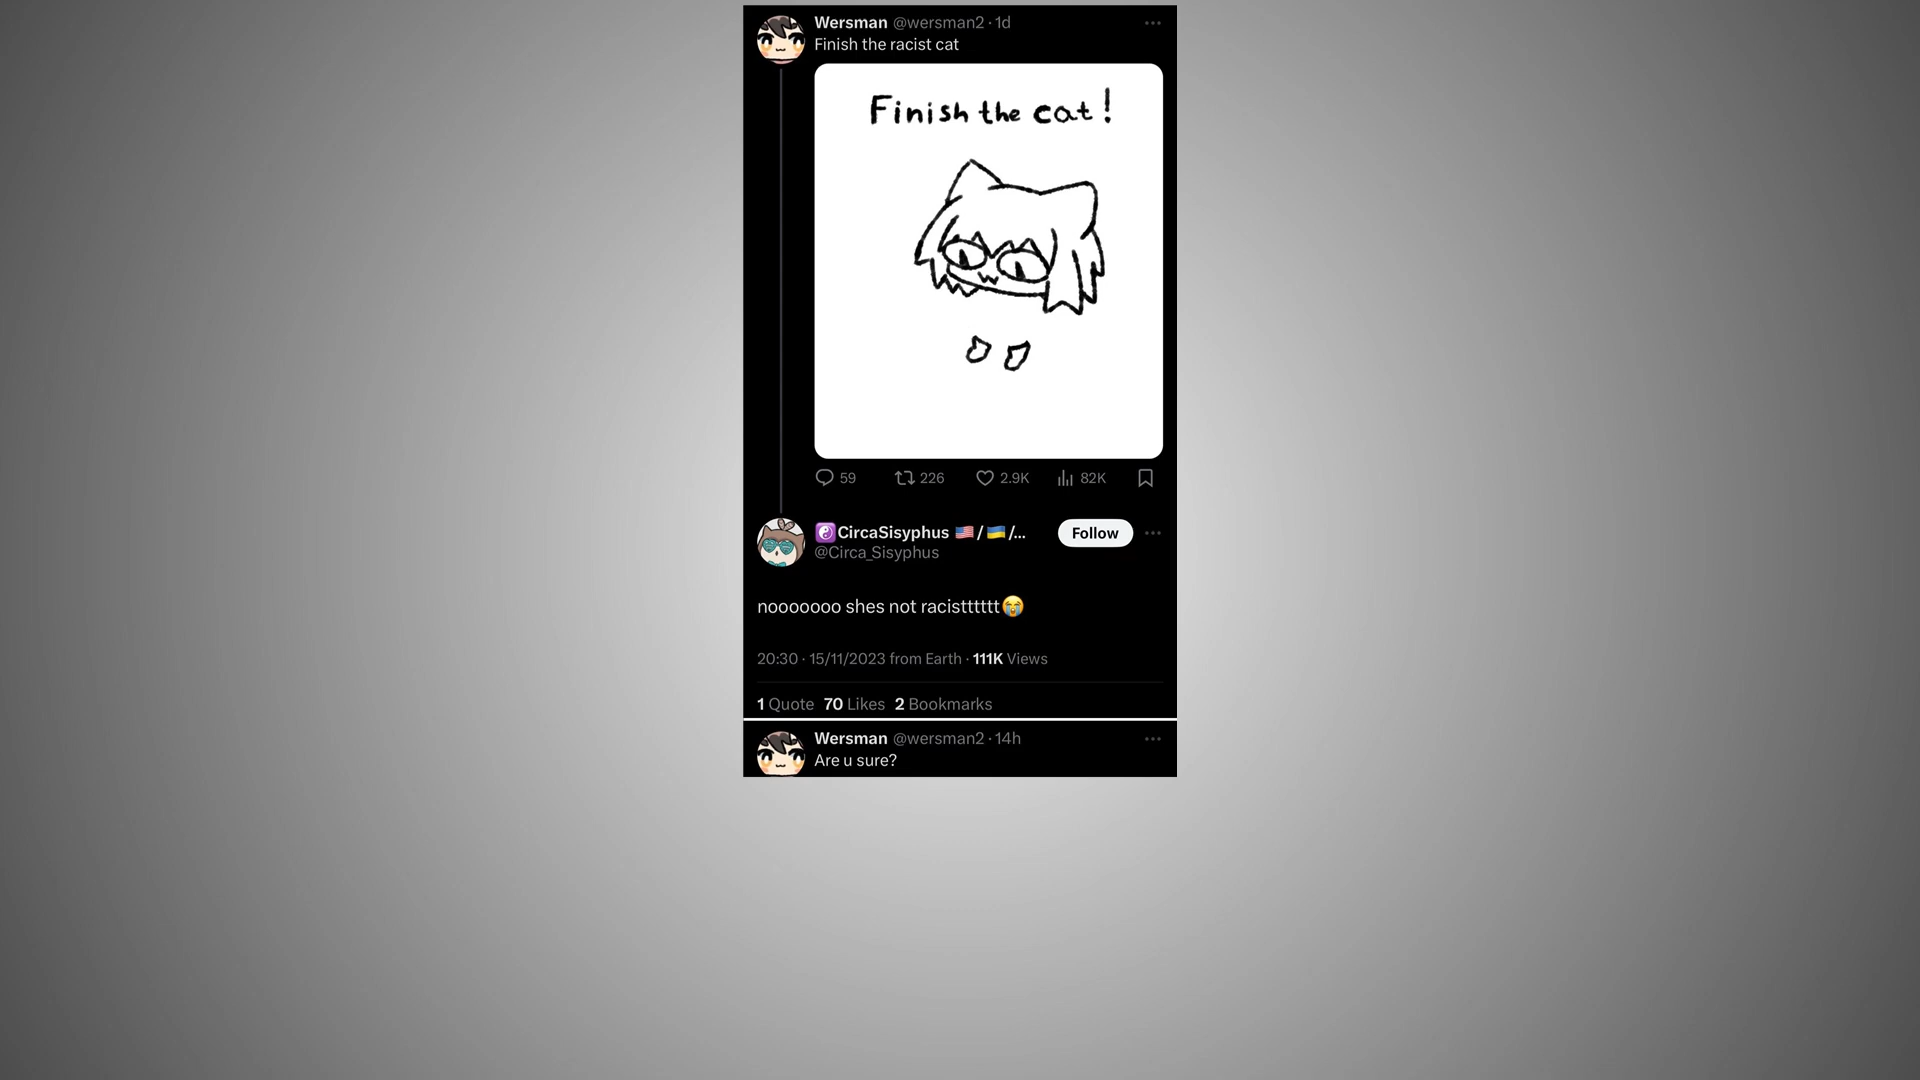 Wersman @wersman2 · 1d
Finish the racist cat
Finish the cat!
59 226 2.9K 82K
☯️CircaSisyphus 🇺🇸/🇺🇦/...
Follow
@Circa_Sisyphus
nooooooo shes not racistttttt😭
20:30 · 15/11/2023 from Earth · 111K Views
1 Quote 70 Likes 2 Bookmarks
Wersman @wersman2 · 14h
Are u sure?